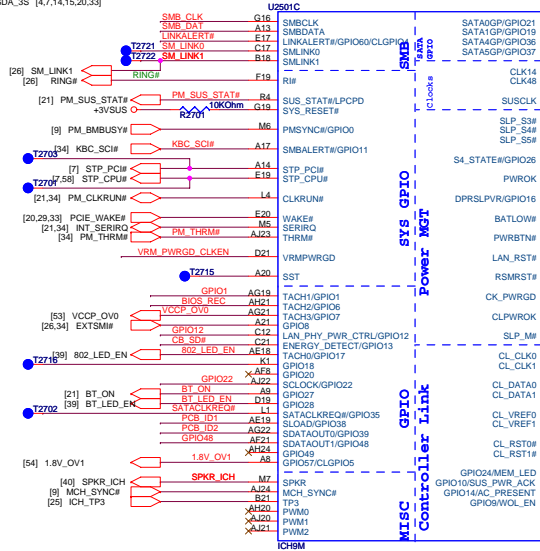 GDA_3S [4,7,14,15,20,33]
U2501C
SMB_CLK G16 SMBCLK SATA0GP/GPIO21
SMB_DAT A13 SMBDATA SATA1GP/GPIO19
LINKALERT# E17 LINKALERT#/GPIO60/CLGPIO4 SATA4GP/GPIO36
T2721 SM_LINK0 C17 SMLINK0 SATA5GP/GPIO37
T2722 SM_LINK1 B18 SMLINK1
SMB
SATA GPIO
[26] SM_LINK1
[26] RING# RING# F19 RI# CLK14
CLK48
Clocks
[21] PM_SUS_STAT# PM_SUS_STAT# R4 SUS_STAT#/LPCPD SUSCLK
+3VSUS R2701 10KOhm G19 SYS_RESET#
SLP_S3#
[9] PM_BMBUSY# M6 PMSYNC#/GPIO0 SLP_S4#
SLP_S5#
[34] KBC_SCI# KBC_SCI# A17 SMBALERT#/GPIO11
T2703 S4_STATE#/GPIO26
[7] STP_PCI# A14 STP_PCI#
[7,58] STP_CPU# E19 STP_CPU# PWROK
T2701
[21,34] PM_CLKRUN# L4 CLKRUN# DPRSLPVR/GPIO16
SYS GPIO
Power MGT
[20,29,33] PCIE_WAKE# E20 WAKE# BATLOW#
[21,34] INT_SERIRQ M5 SERIRQ
[34] PM_THRM# PM_THRM# AJ23 THRM# PWRBTN#
VRM_PWRGD_CLKEN D21 VRMPWRGD LAN_RST#
T2715 A20 SST RSMRST#
GPIO1 AG19 TACH1/GPIO1 CK_PWRGD
BIOS_REC AH21 TACH2/GPIO6
[53] VCCP_OV0 VCCP_OV0 AG21 TACH3/GPIO7 CLPWROK
[26,34] EXTSMI# A21 GPIO8
GPIO12 C12 LAN_PHY_PWR_CTRL/GPIO12 SLP_M#
CB_SD# C21 ENERGY_DETECT/GPIO13
[39] 802_LED_EN 802_LED_EN AE18 TACH0/GPIO17 CL_CLK0
T2716 K1 GPIO18 CL_CLK1
AF8 GPIO20
GPIO22 AJ22 SCLOCK/GPIO22 CL_DATA0
[21] BT_ON BT_ON A9 GPIO27 CL_DATA1
[39] BT_LED_EN BT_LED_EN D19 GPIO28
T2702 SATACLKREQ# L1 SATACLKREQ#/GPIO35 CL_VREF0
PCB_ID1 AE19 SLOAD/GPIO38 CL_VREF1
PCB_ID2 AG22 SDATAOUT0/GPIO39
GPIO48 AF21 SDATAOUT1/GPIO48 CL_RST0#
AH24 GPIO49 CL_RST1#
[54] 1.8V_OV1 1.8V_OV1 A8 GPIO57/CLGPIO5
GPIO
Controller Link
GPIO24/MEM_LED
[40] SPKR_ICH SPKR_ICH M7 SPKR GPIO10/SUS_PWR_ACK
[9] MCH_SYNC# AJ24 MCH_SYNC# GPIO14/AC_PRESENT
[25] ICH_TP3 B21 TP3 GPIO9/WOL_EN
AH20 PWM0
AJ20 PWM1
AJ21 PWM2
MISC
ICH9M